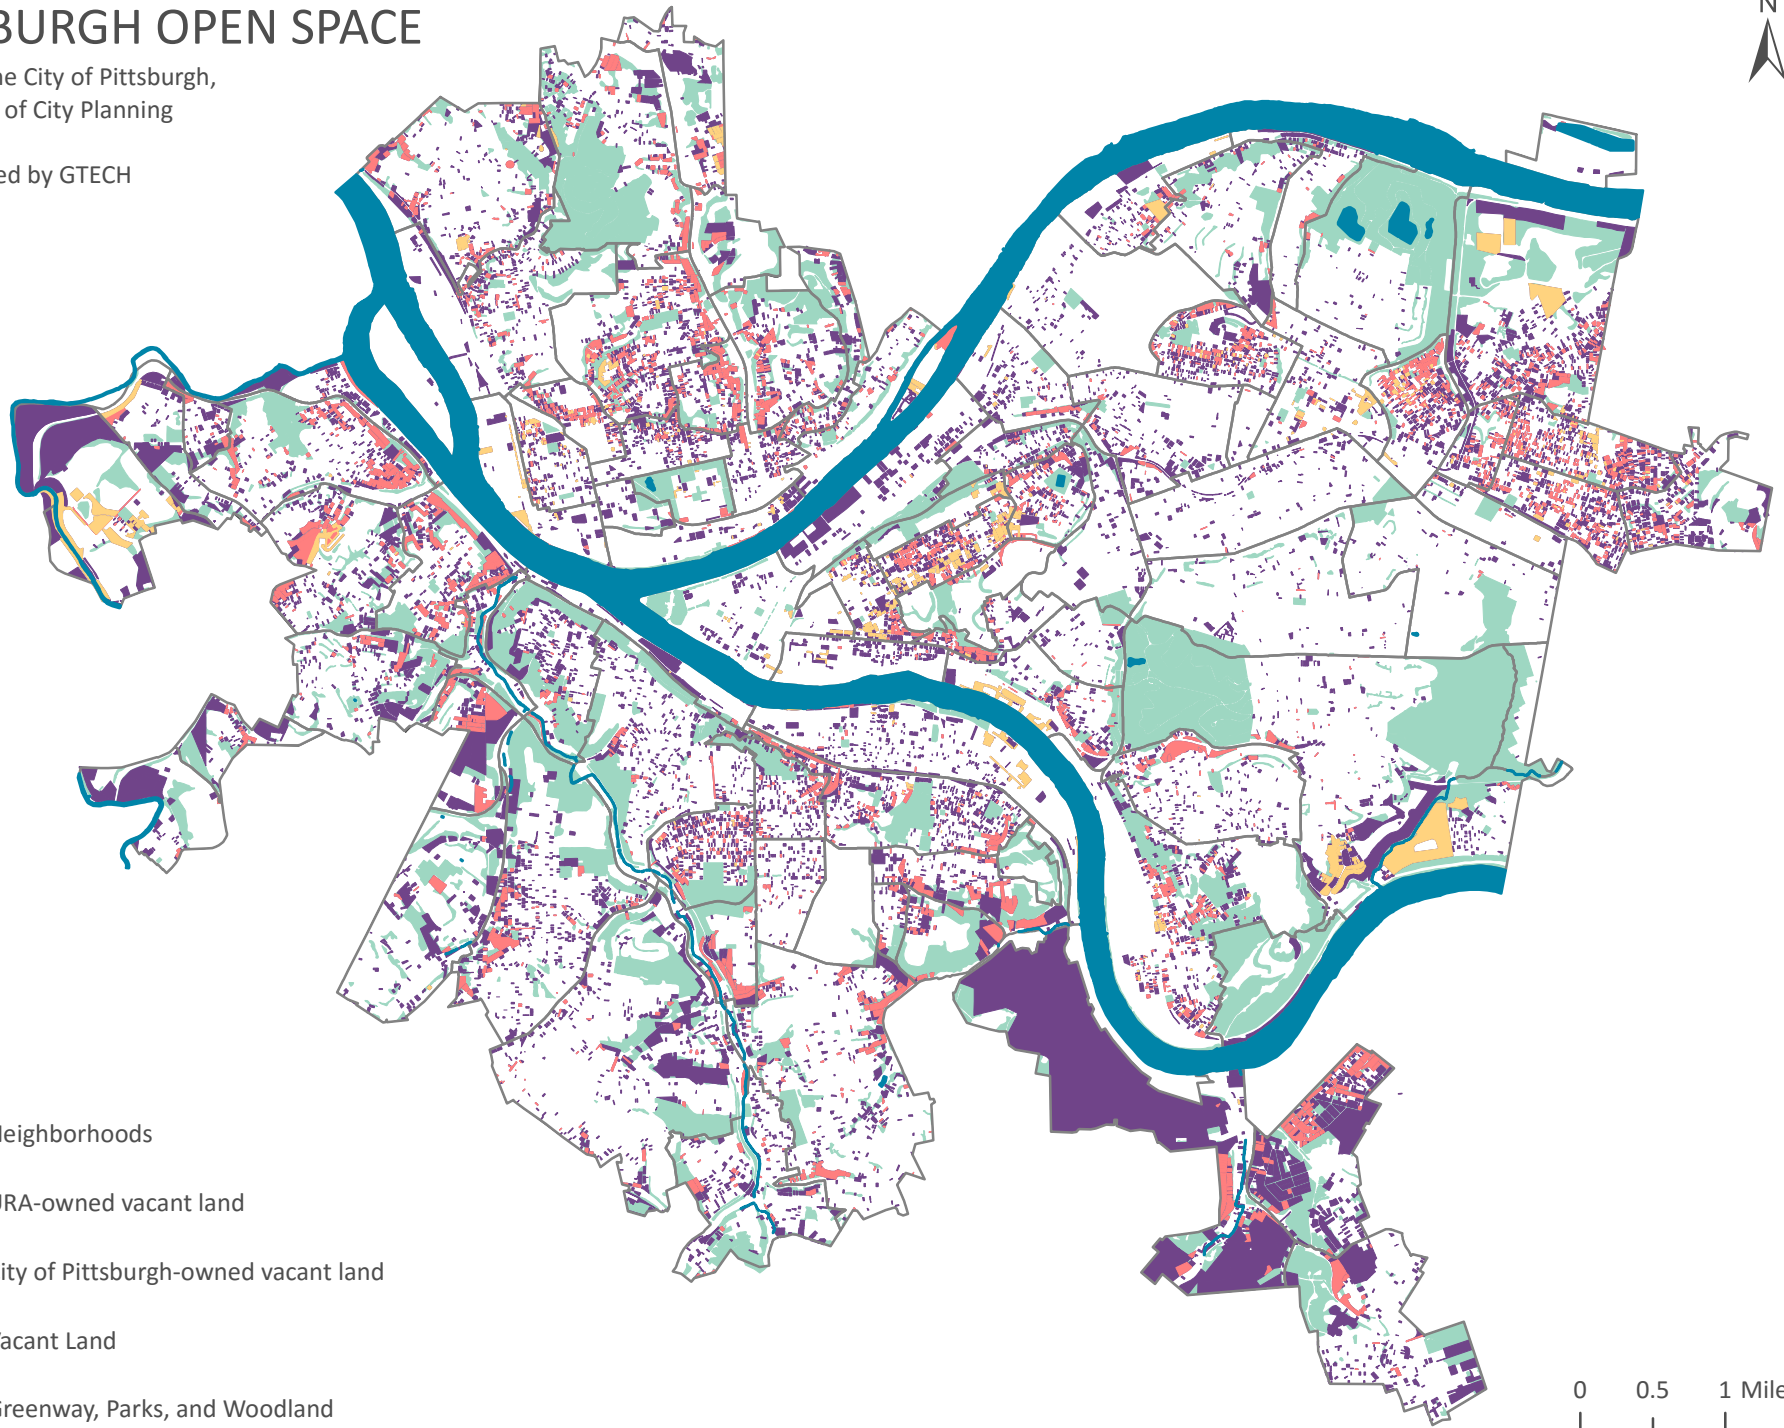 BURGH OPEN SPACE
N
he City of Pittsburgh,
of City Planning
ed by GTECH
Neighborhoods
URA-owned vacant land
ity of Pittsburgh-owned vacant land
Vacant Land
Greenway, Parks, and Woodland
0 0.5 1 Mile